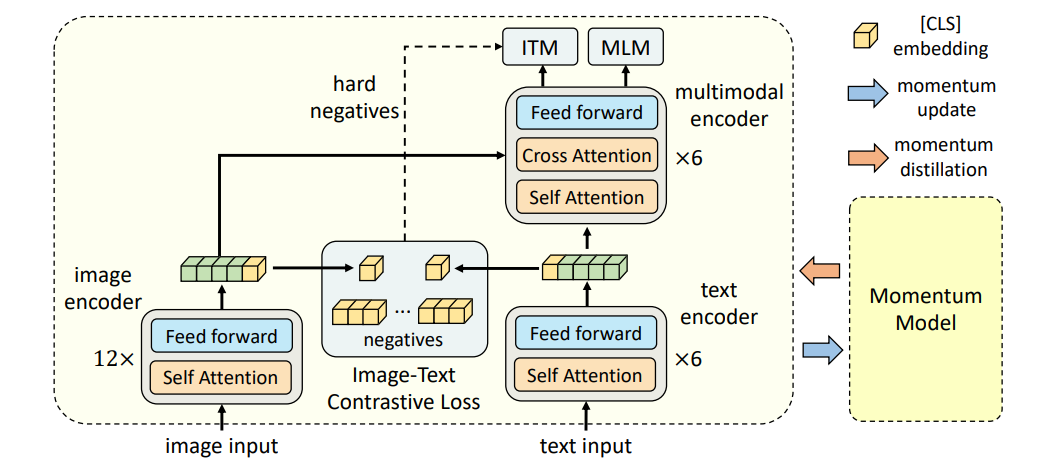 ITM
MLM
hard
negatives
Feed forward
Cross Attention
Self Attention
multimodal
encoder
×6
image
encoder
12×
Feed forward
Self Attention
image input
...
negatives
Image-Text
Contrastive Loss
text
encoder
×6
Feed forward
Self Attention
text input
[CLS]
embedding
momentum
update
momentum
distillation
Momentum
Model